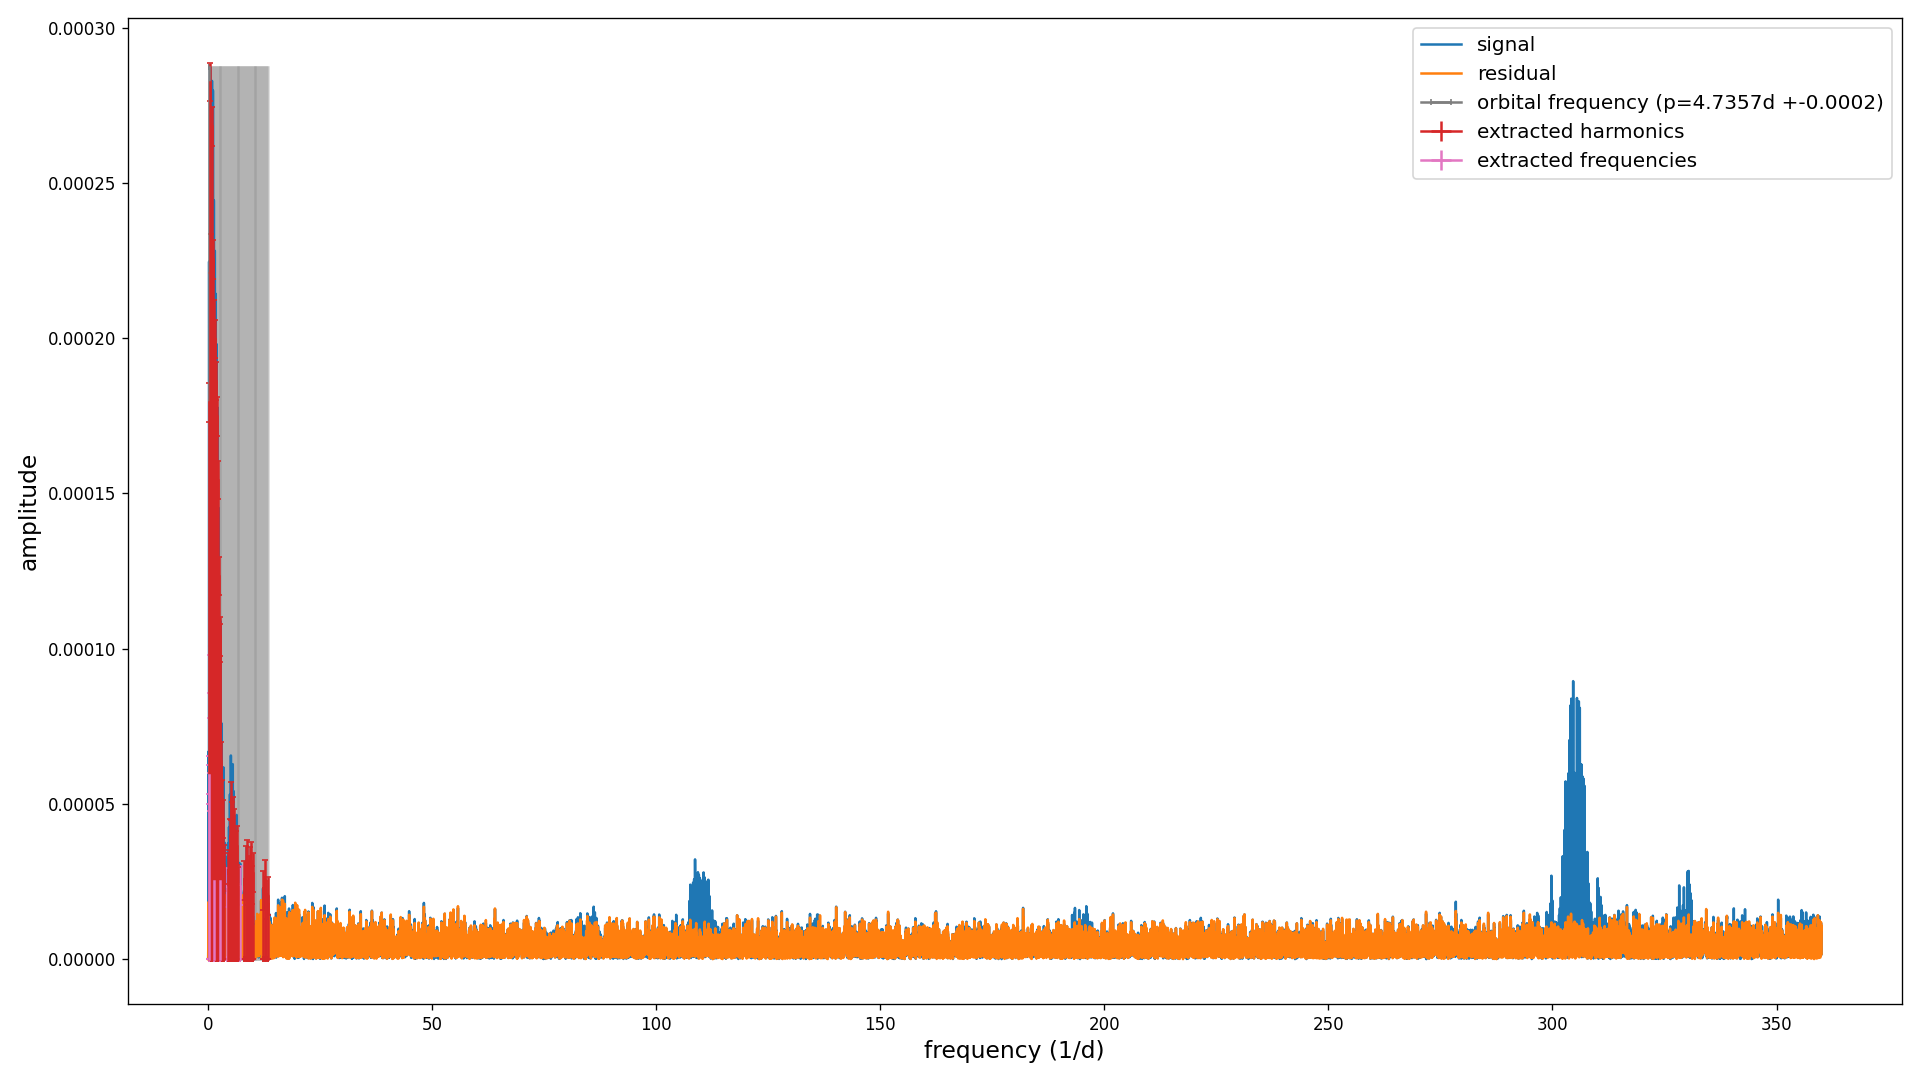 0.00030
0.00025
0.00020
0.00015
0.00010
0.00005
0.00000
amplitude
0 50 100 150 200 250 300 350
frequency (1/d)
signal
residual
orbital frequency (p=4.7357d +-0.0002)
extracted harmonics
extracted frequencies